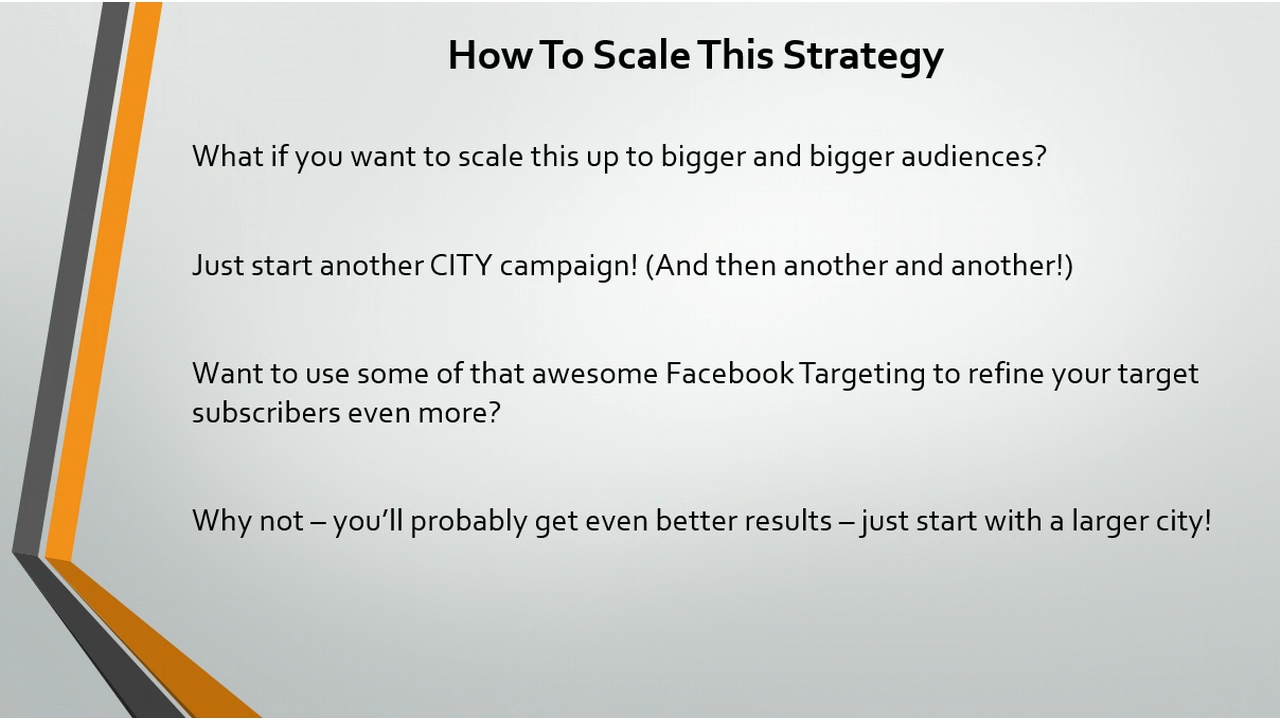 How To Scale This Strategy
What if you want to scale this up to bigger and bigger audiences?
Just start another CITY campaign! (And then another and another!)
Want to use some of that awesome Facebook Targeting to refine your target
subscribers even more?
Why not – you’ll probably get even better results – just start with a larger city!